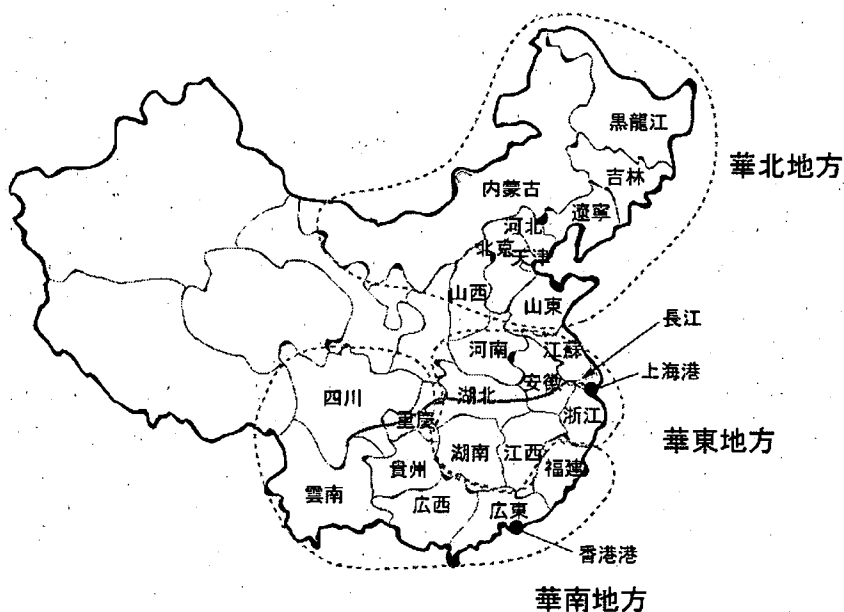 黒龍江
吉林
華北地方
内蒙古
遼寧
河北
北京
天津
山西
山東
長江
河南
江蘇
安徽
上海港
四川
湖北
重慶
浙江
華東地方
湖南
江西
福建
貴州
雲南
広西
広東
香港港
華南地方